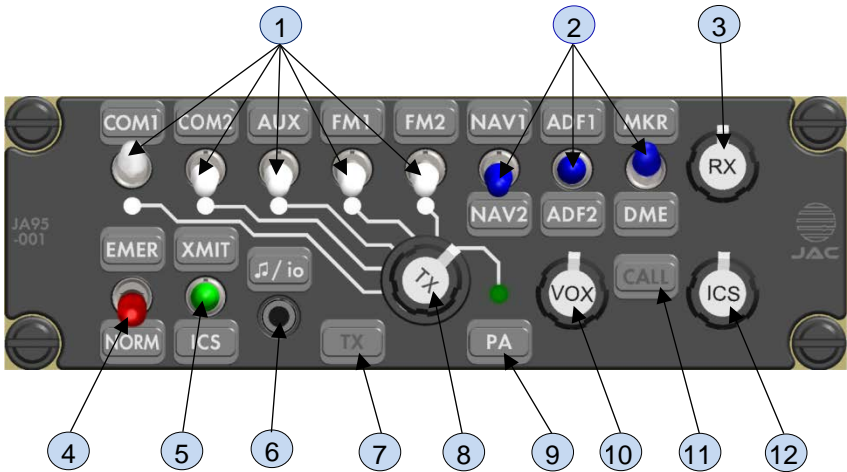 1 2 3
COM1 COM2 AUX FM1 FM2 NAV1 ADF1 MKR
RX
NAV2 ADF2 DME
JA95
-001
JAC
EMER XMIT ♫/io
TX VOX CALL ICS
NORM ICS TX PA
4 5 6 7 8 9 10 11 12